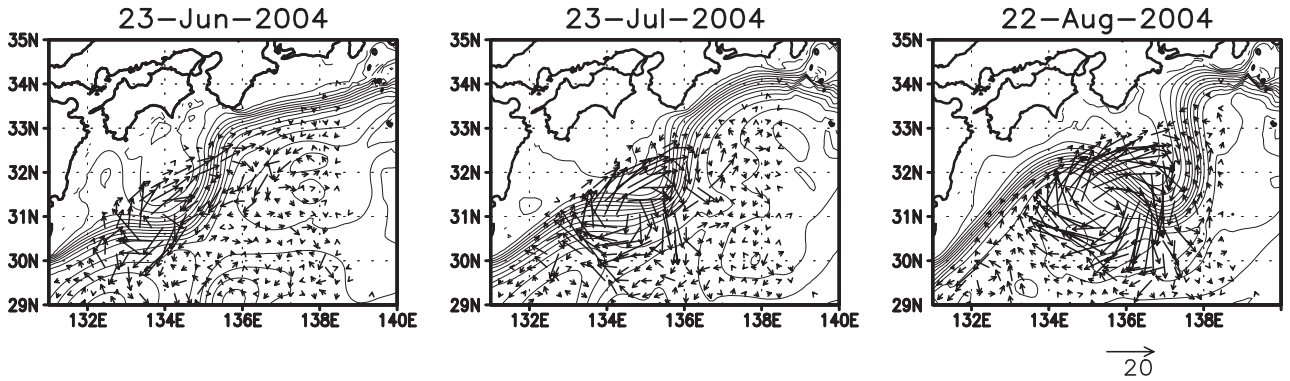 23-Jun-2004
35N
34N
33N
32N
31N
30N
29N
132E 134E 136E 138E 140E
23-Jul-2004
35N
34N
33N
32N
31N
30N
29N
132E 134E 136E 138E 140E
22-Aug-2004
35N
34N
33N
32N
31N
30N
29N
132E 134E 136E 138E
20